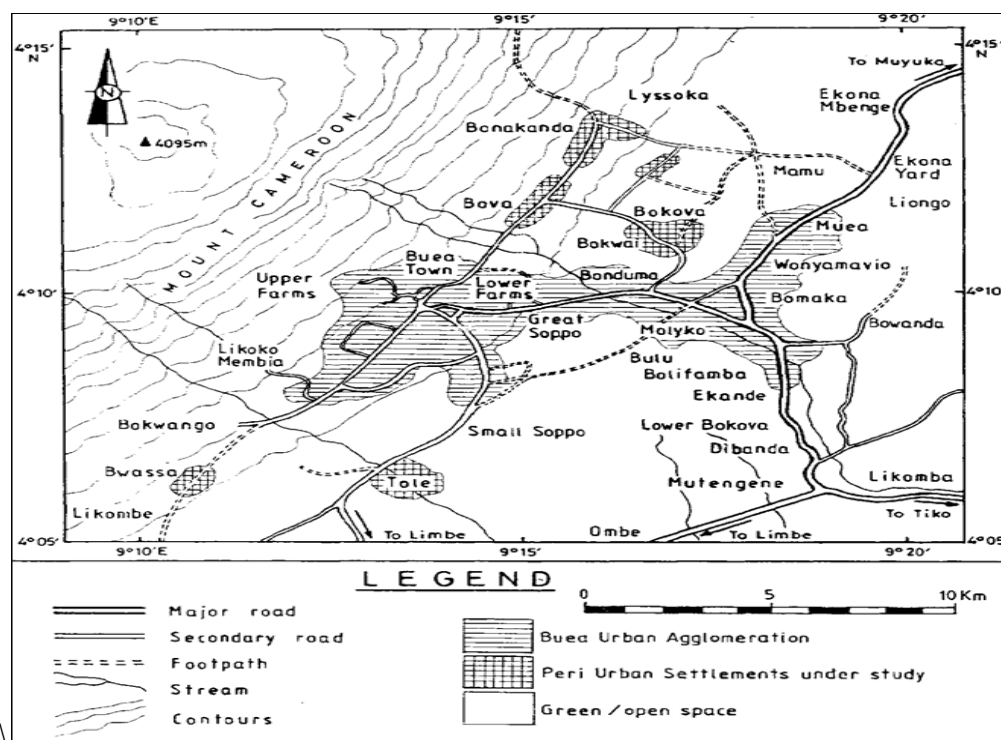 9°10'E
9°15'
9°20'
4°15'
N
4°15'
N
To Muyuka
Ekona
Mbenge
Lyssoka
N
Bonakanda
4095m
MOUNT CAMEROON
Mamu
Ekona
Yard
Liongo
Bova
Bokova
Bokwai
Muea
Buea
Town
Upper
Farms
Lower
Farms
Bonduma
Wonyamavio
4°10'
4°10'
Bomaka
Great
Soppo
Molyko
Bowanda
Likoko
Membia
Bulu
Bolifamba
Ekande
Bokwango
Small Soppo
Lower Bokova
Dibanda
Bwassa
Tole
Mutengene
Likomba
Likombe
To Tiko
Ombe
4°05'
To Limbe
To Limbe
4°05'
9°10'E
9°15'
9°20'
LEGEND
0 5 10 Km
Major road
Secondary road
Footpath
Stream
Contours
Buea Urban Agglomeration
Peri Urban Settlements under study
Green/open space